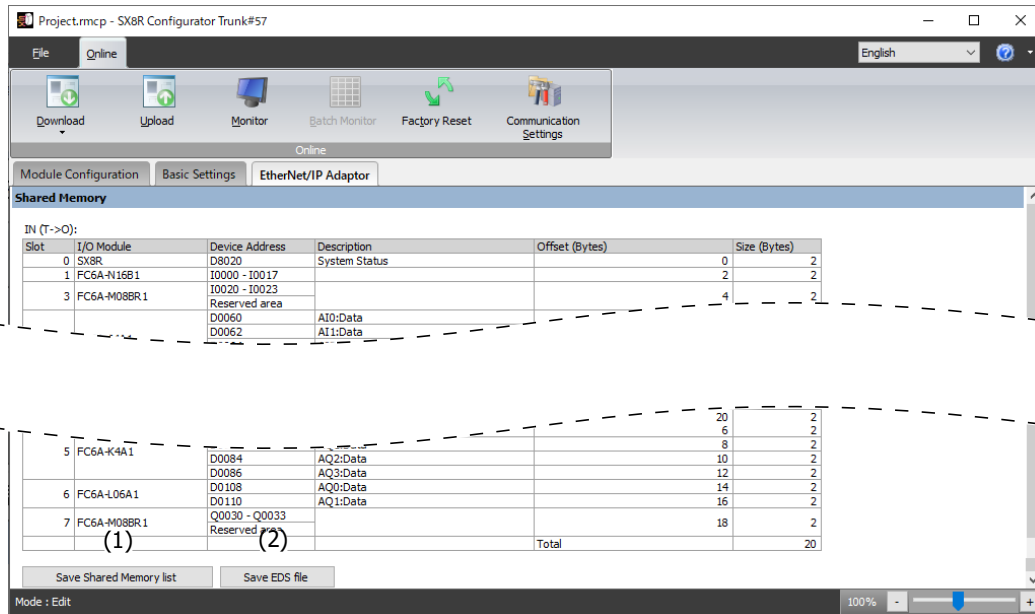 Project.rmcp - SX8R Configurator Trunk#57
File Online English
Download Upload Monitor Batch Monitor Factory Reset Communication Settings
Online
Module Configuration Basic Settings EtherNet/IP Adaptor
Shared Memory
IN (T->O):
Slot I/O Module Device Address Description Offset (Bytes) Size (Bytes)
0 SX8R D8020 System Status 0 2
1 FC6A-N16B1 I0000 - I0017 2 2
3 FC6A-M08BR1 I0020 - I0023 4 2
Reserved area
D0060 AI0:Data
D0062 AI1:Data
20 2
6 2
8 2
5 FC6A-K4A1 D0084 AQ2:Data 10 2
D0086 AQ3:Data 12 2
6 FC6A-L06A1 D0108 AQ0:Data 14 2
D0110 AQ1:Data 16 2
7 FC6A-M08BR1 Q0030 - Q0033 18 2
Reserved area
(1) (2)
Total 20
Save Shared Memory list Save EDS file
Mode : Edit 100% - +